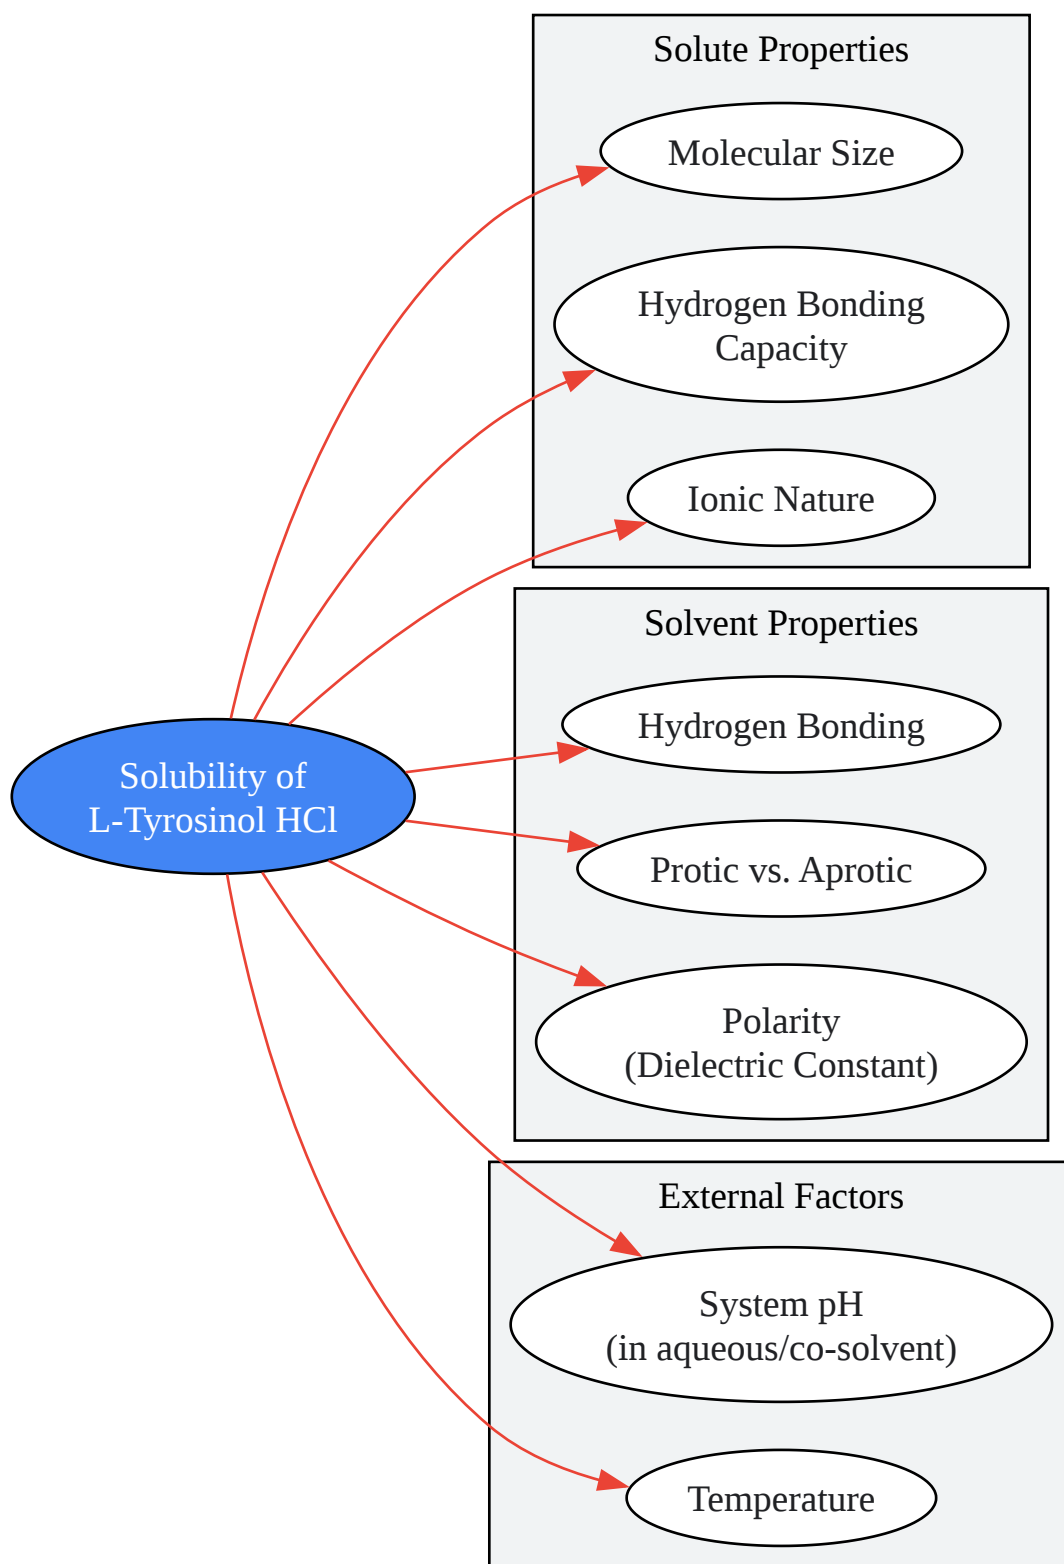 Solute Properties
Molecular Size
Hydrogen Bonding
Capacity
Ionic Nature
Solvent Properties
Hydrogen Bonding
Solubility of
L-Tyrosinol HCl
Protic vs. Aprotic
Polarity
(Dielectric Constant)
External Factors
System pH
(in aqueous/co-solvent)
Temperature